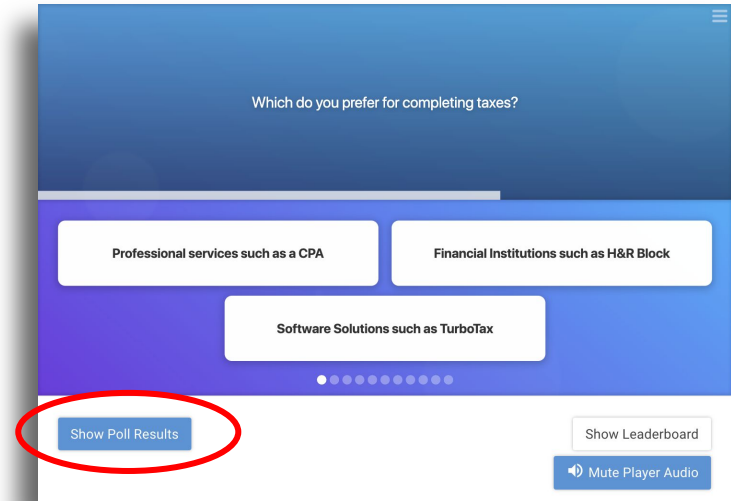 Which do you prefer for completing taxes?
Professional services such as a CPA
Financial Institutions such as H&R Block
Software Solutions such as TurboTax
Show Poll Results
Show Leaderboard
Mute Player Audio